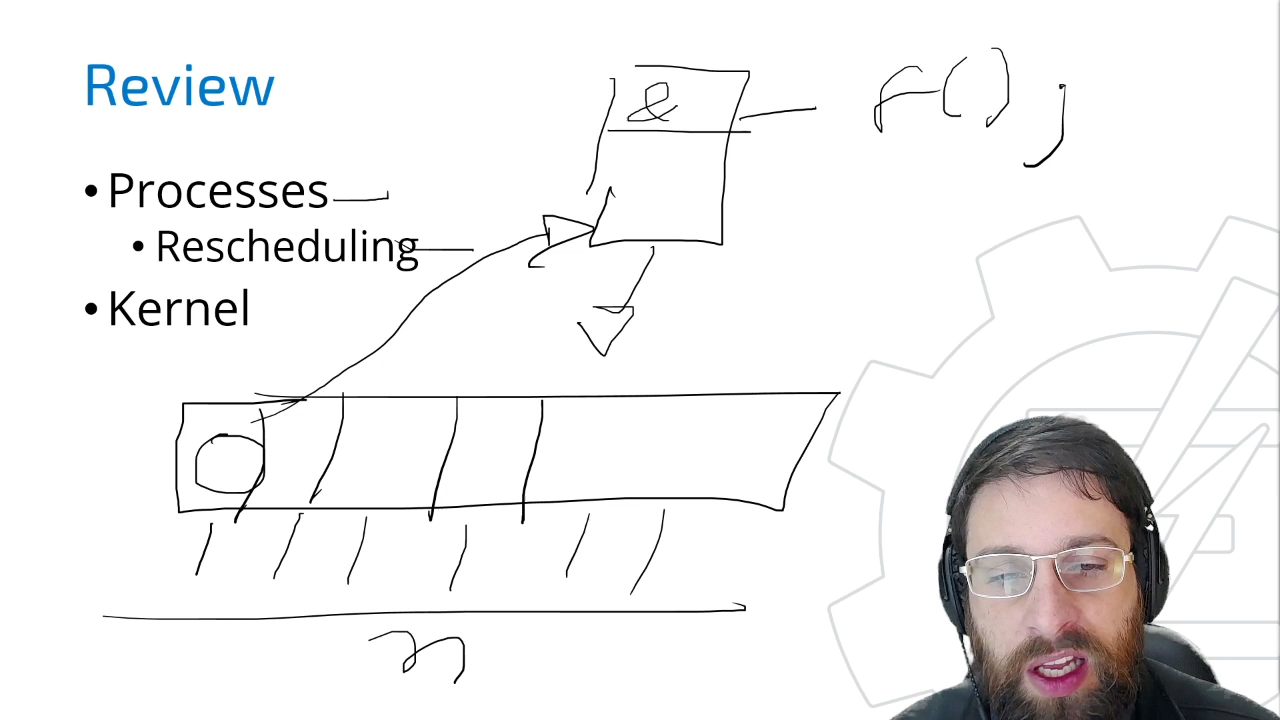 Review
& f();
• Processes
• Rescheduling
• Kernel
n